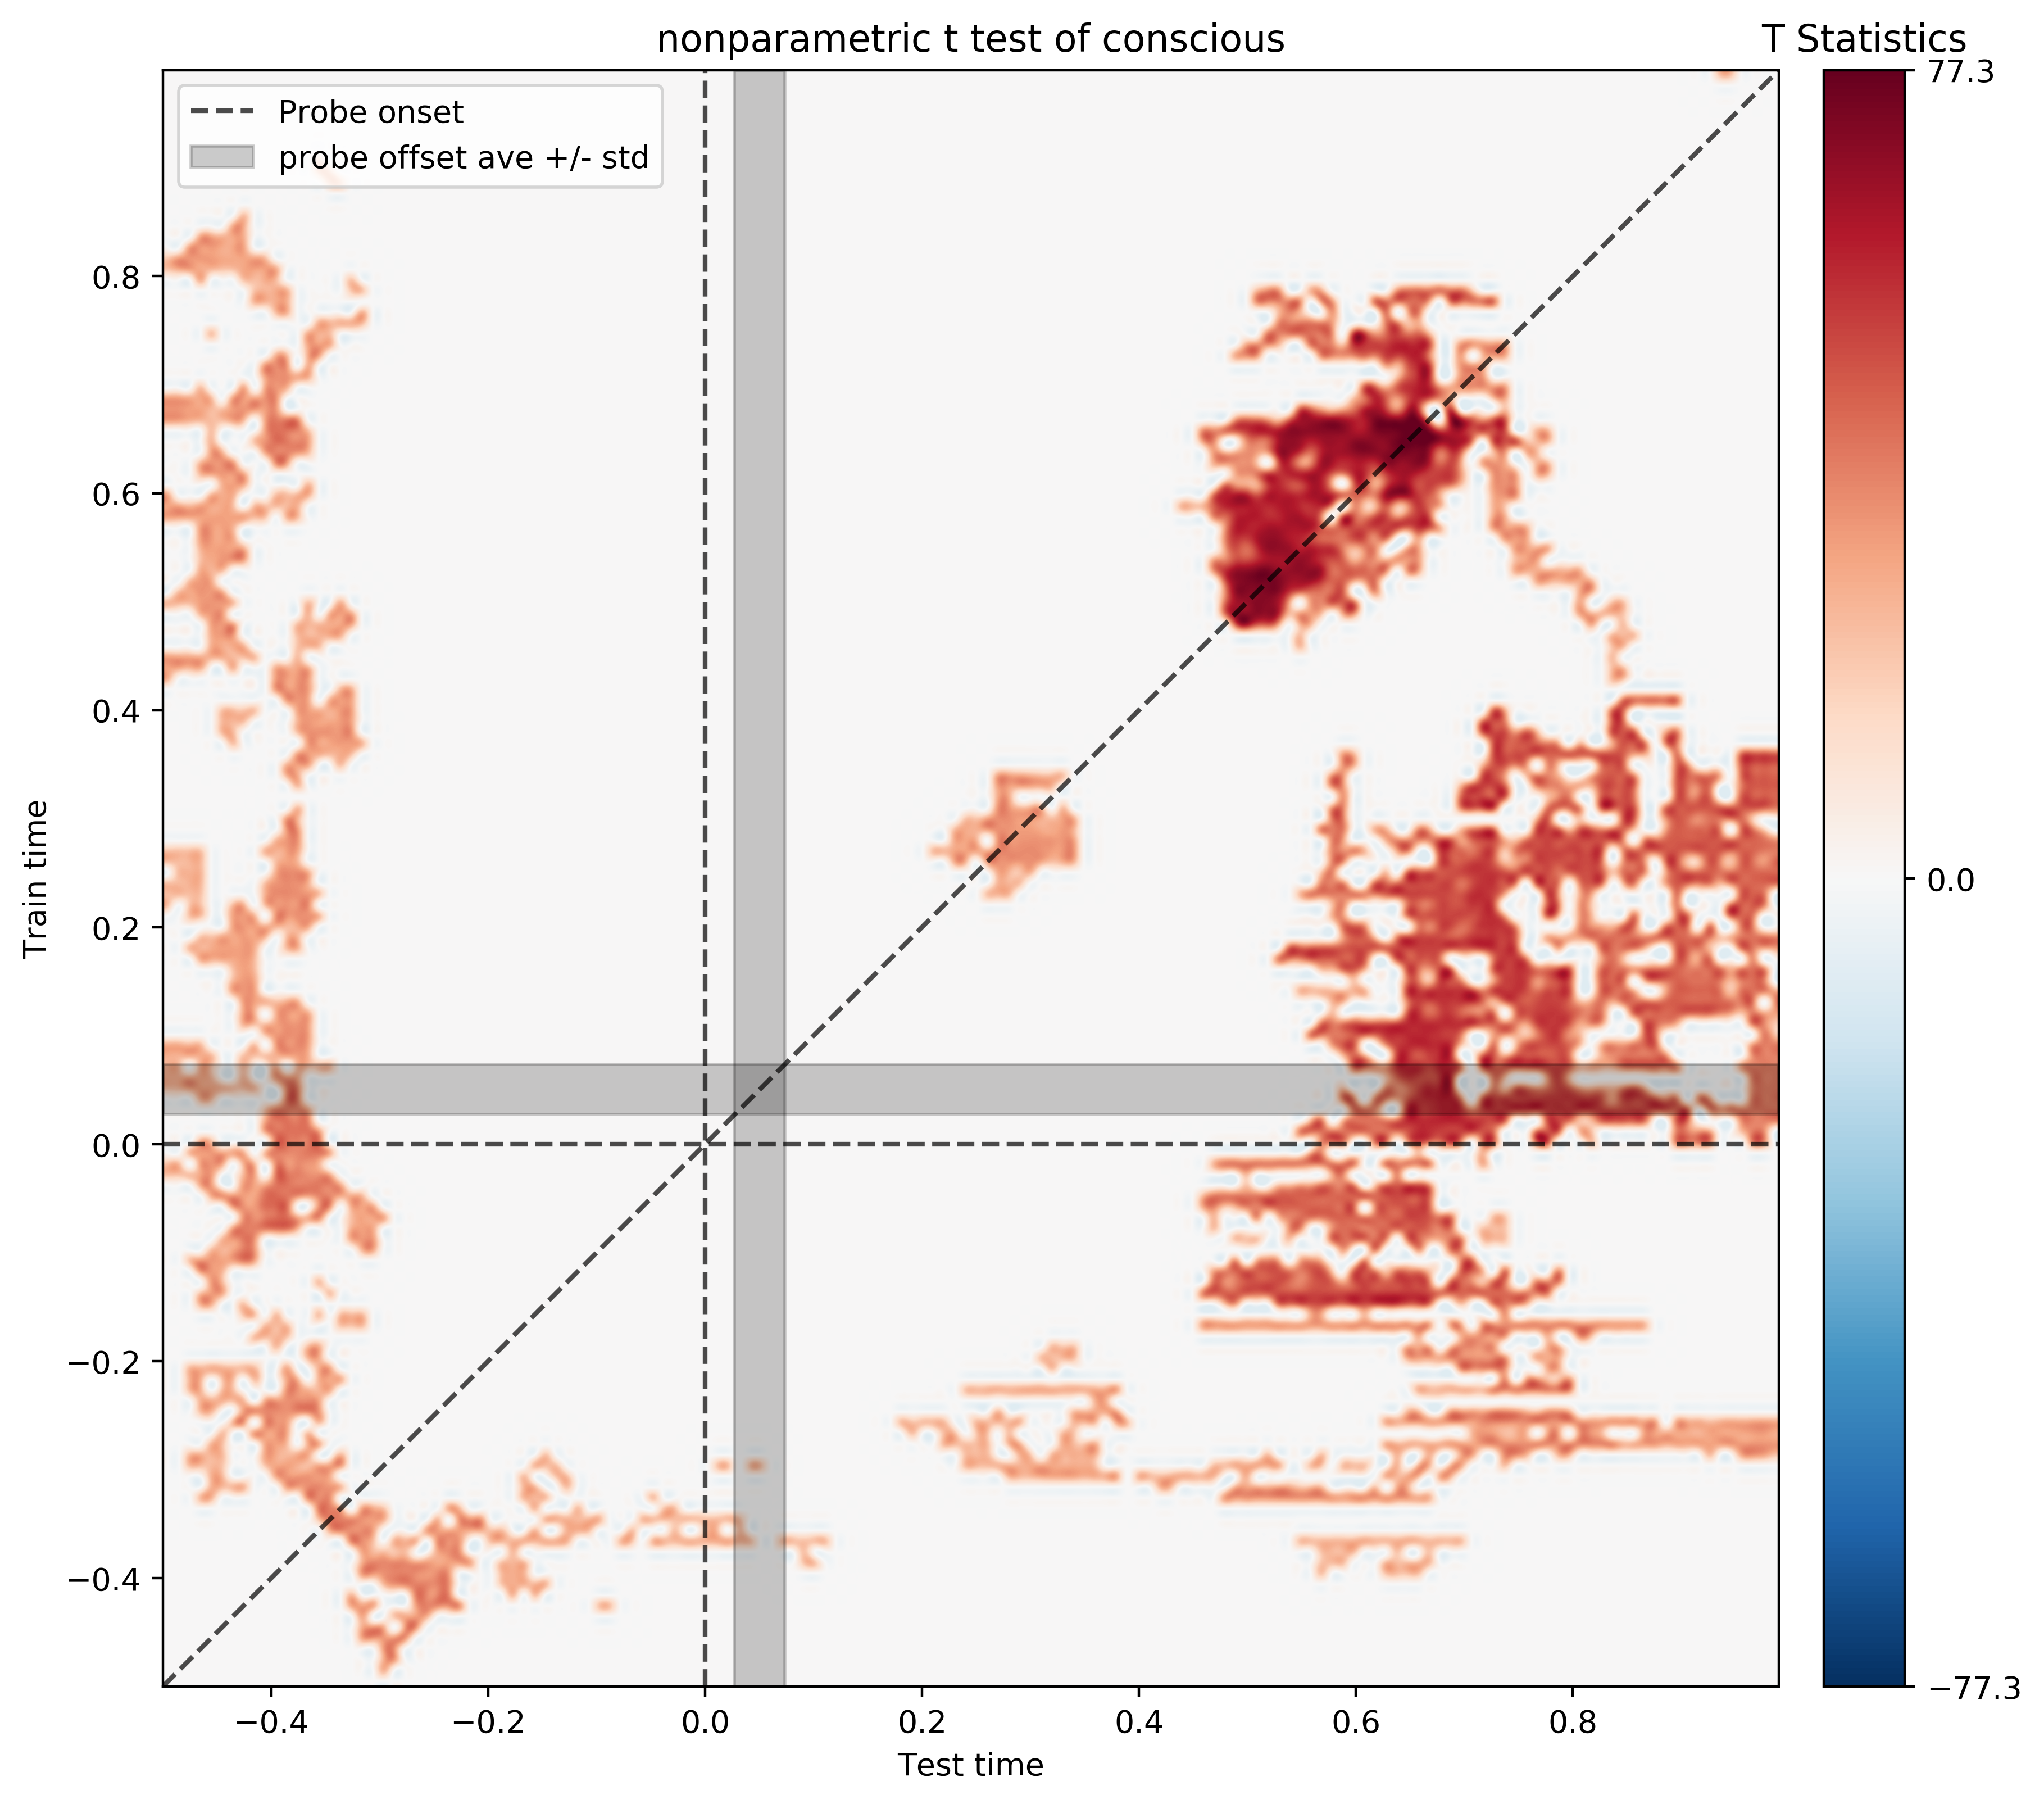 nonparametric t test of conscious
T Statistics
Probe onset
probe offset ave +/- std
77.3
0.0
−77.3
0.8
0.6
0.4
0.2
0.0
−0.2
−0.4
Train time
−0.4
−0.2
0.0
0.2
0.4
0.6
0.8
Test time